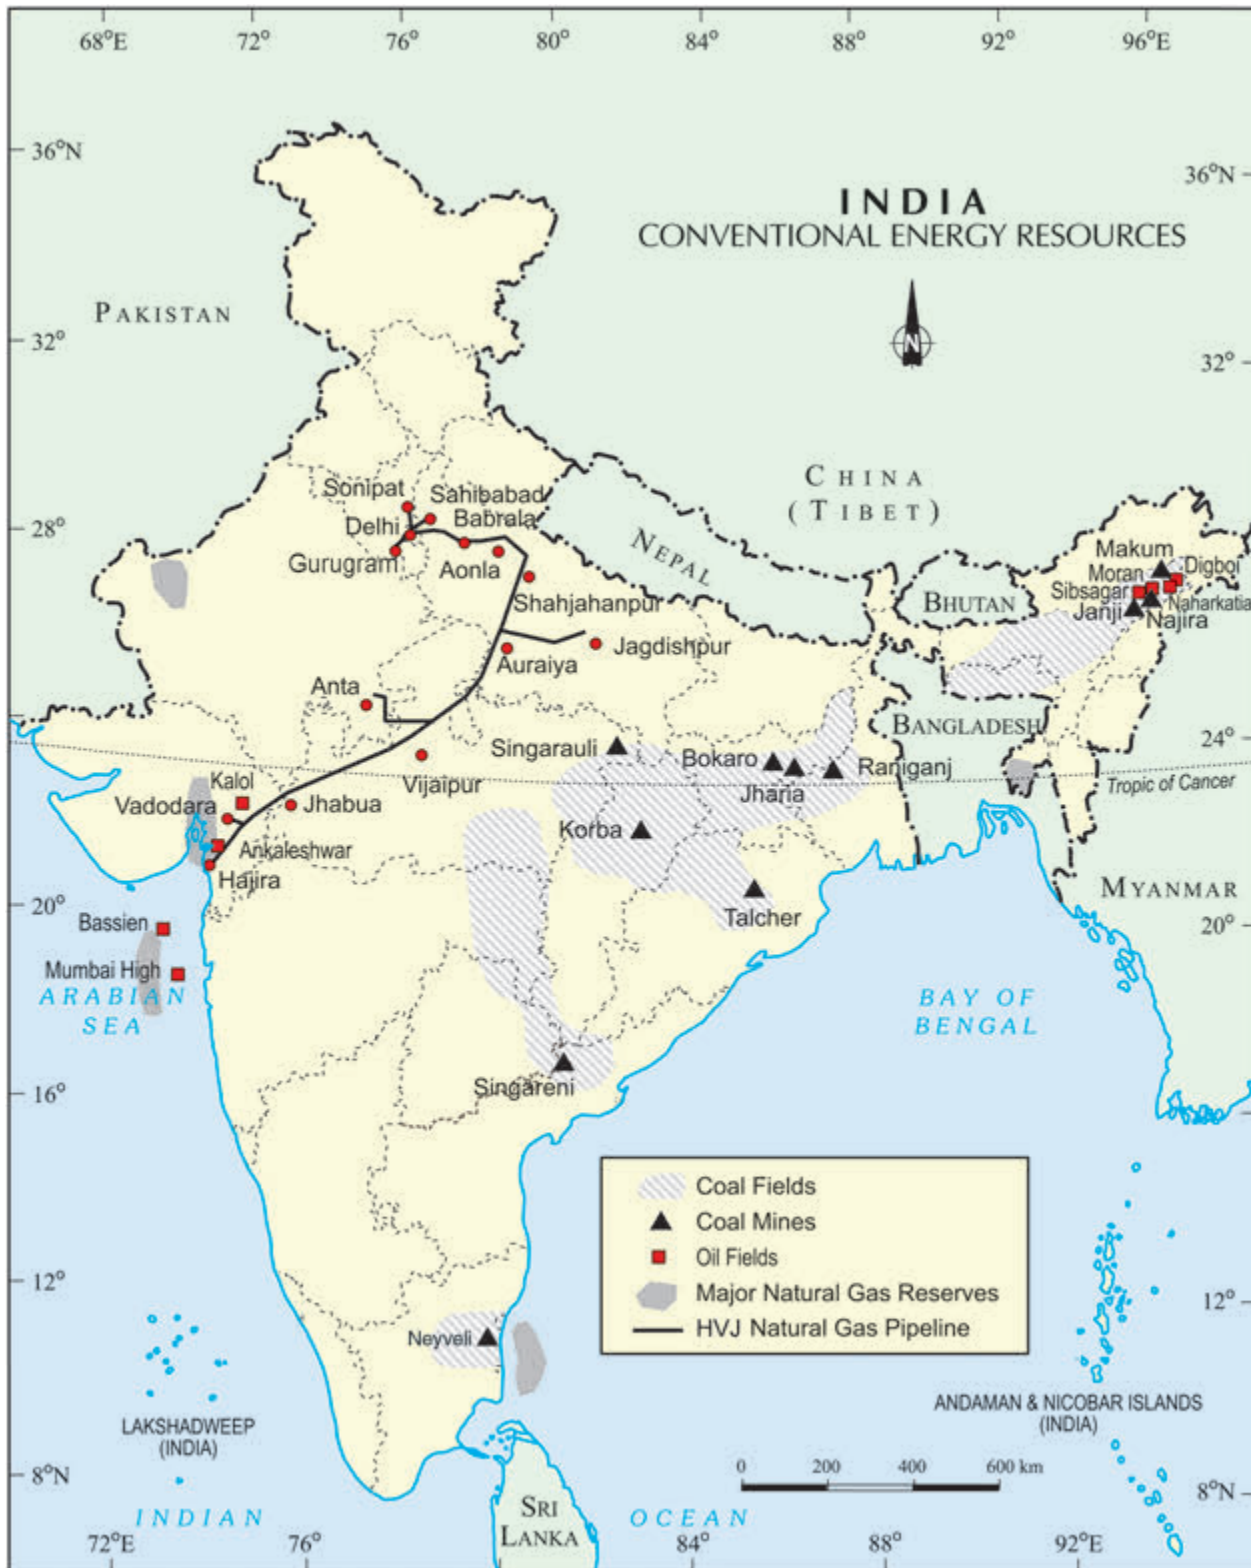 68°E 72° 76° 80° 84° 88° 92° 96°E
36°N
36°N
INDIA
CONVENTIONAL ENERGY RESOURCES
PAKISTAN
N
32°
32°
CHINA
(TIBET)
Sonipat
Sahibabad
Delhi
Babrala
28°
28°
Gurugram
Aonla
NEPAL
Makum
Digboi
Moran
Sibsagar
Naharkatia
Janji
Najira
BHUTAN
Shahjahanpur
Jagdishpur
Auraiya
Anta
BANGLADESH
24°
Singarauli
Bokaro
Raniganj
Vijaipur
Jharia
Tropic of Cancer
Kalol
Vadodara
Jhabua
Korba
Ankaleshwar
Hajira
MYANMAR
20°
20°
Talcher
Bassien
Mumbai High
ARABIAN
SEA
BAY OF
BENGAL
16°
Singareni
Coal Fields
Coal Mines
Oil Fields
Major Natural Gas Reserves
HVJ Natural Gas Pipeline
12°
12°
Neyveli
LAKSHADWEEP
(INDIA)
ANDAMAN & NICOBAR ISLANDS
(INDIA)
0 200 400 600 km
8°N
8°N
INDIAN
SRI
LANKA
OCEAN
72°E 76° 84° 88° 92°E